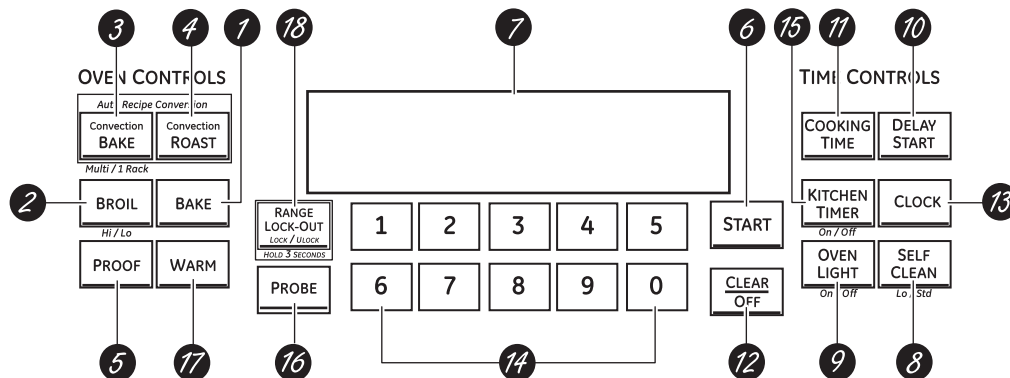 3 4 1 18 7 6 15 11 10
OVEN CONTROLS TIME CONTROLS
Auto Recipe Conversion
Convection BAKE
Convection ROAST
COOKING TIME
DELAY START
Multi / 1 Rack
2 BROIL BAKE
RANGE LOCK-OUT
LOCK / ULOCK
HOLD 3 SECONDS
1 2 3 4 5
START
KITCHEN TIMER
CLOCK 13
Hi / Lo
On / Off
PROOF WARM
PROBE
6 7 8 9 0
CLEAR
OFF
OVEN LIGHT
SELF CLEAN
On / Off
Lo / Std
5 17 16 14 12 9 8